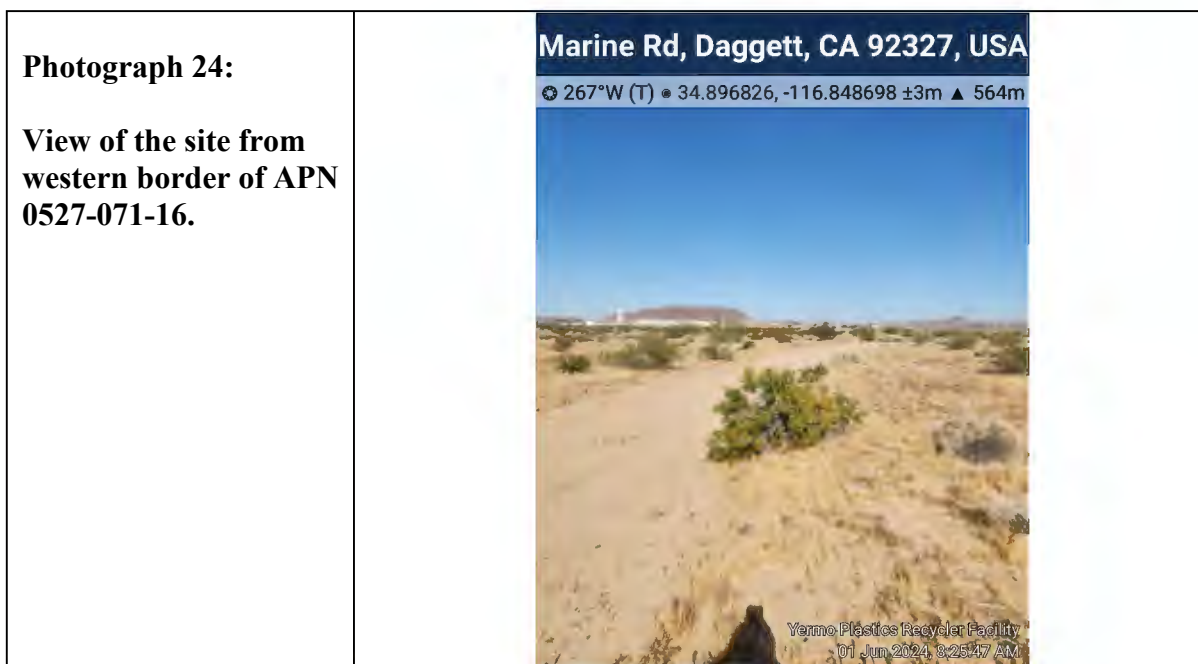 Photograph 24:
View of the site from
western border of APN
0527-071-16.
Marine Rd, Daggett, CA 92327, USA
267°W (T) ● 34.896826, -116.848698 ±3m ▲ 564m
Yermo Plastics Recycler Facility
01 Jun 2024, 8:25:47 AM